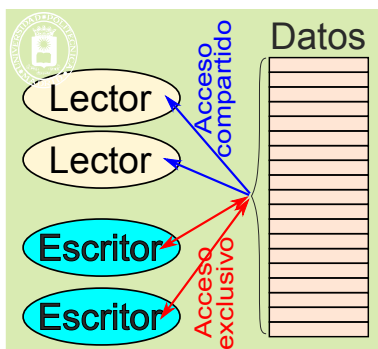 Datos
Lector
Acceso
compartido
Lector
Escritor
Acceso
exclusivo
Escritor